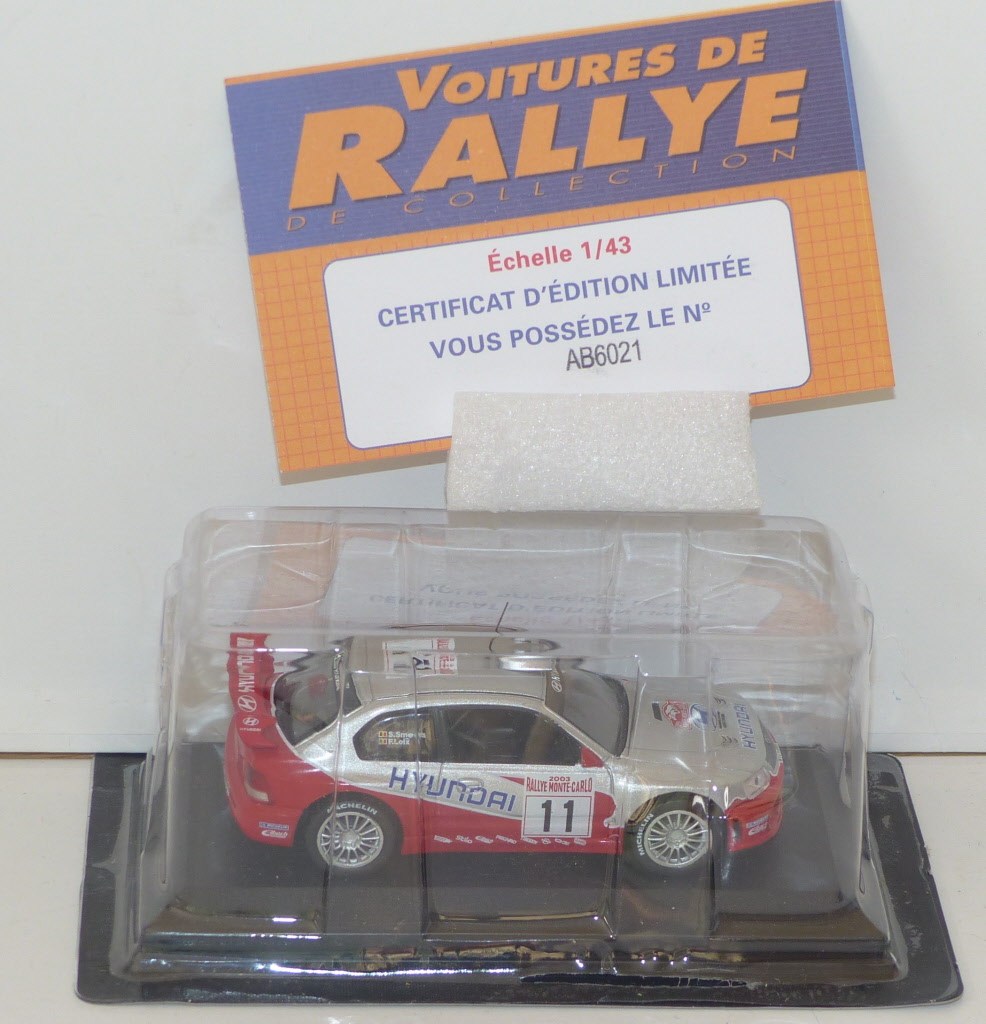 VOITURES DE
RALLYE
DE COLLECTION
Échelle 1/43
CERTIFICAT D'ÉDITION LIMITÉE
VOUS POSSÉDEZ LE Nº
AB6021
HYUNDAI
HYUNDAI
HYUNDAI
2003
RALLYE MONTE-CARLO
11
MICHELIN